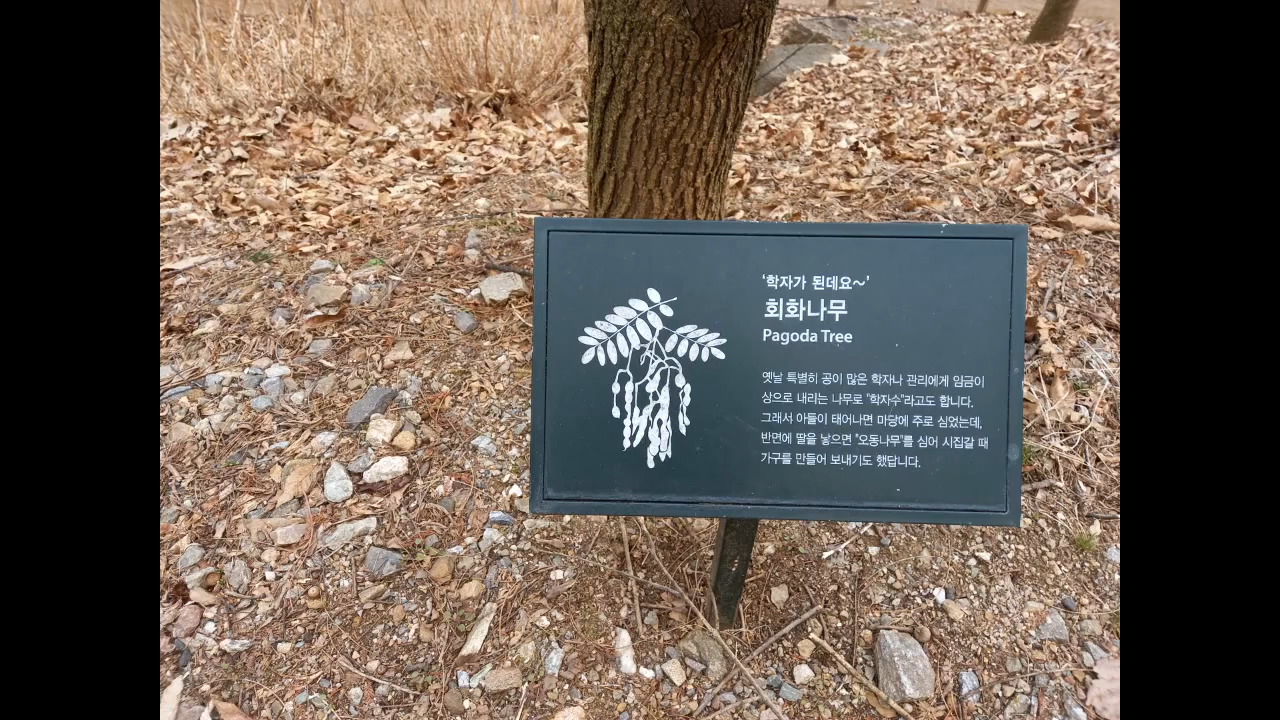 '학자가 된데요~'
회화나무
Pagoda Tree
옛날 특별히 공이 많은 학자나 관리에게 임금이
상으로 내리는 나무로 "학자수"라고도 합니다.
그래서 아들이 태어나면 마당에 주로 심었는데,
반면에 딸을 낳으면 "오동나무"를 심어 시집갈 때
가구를 만들어 보내기도 했답니다.